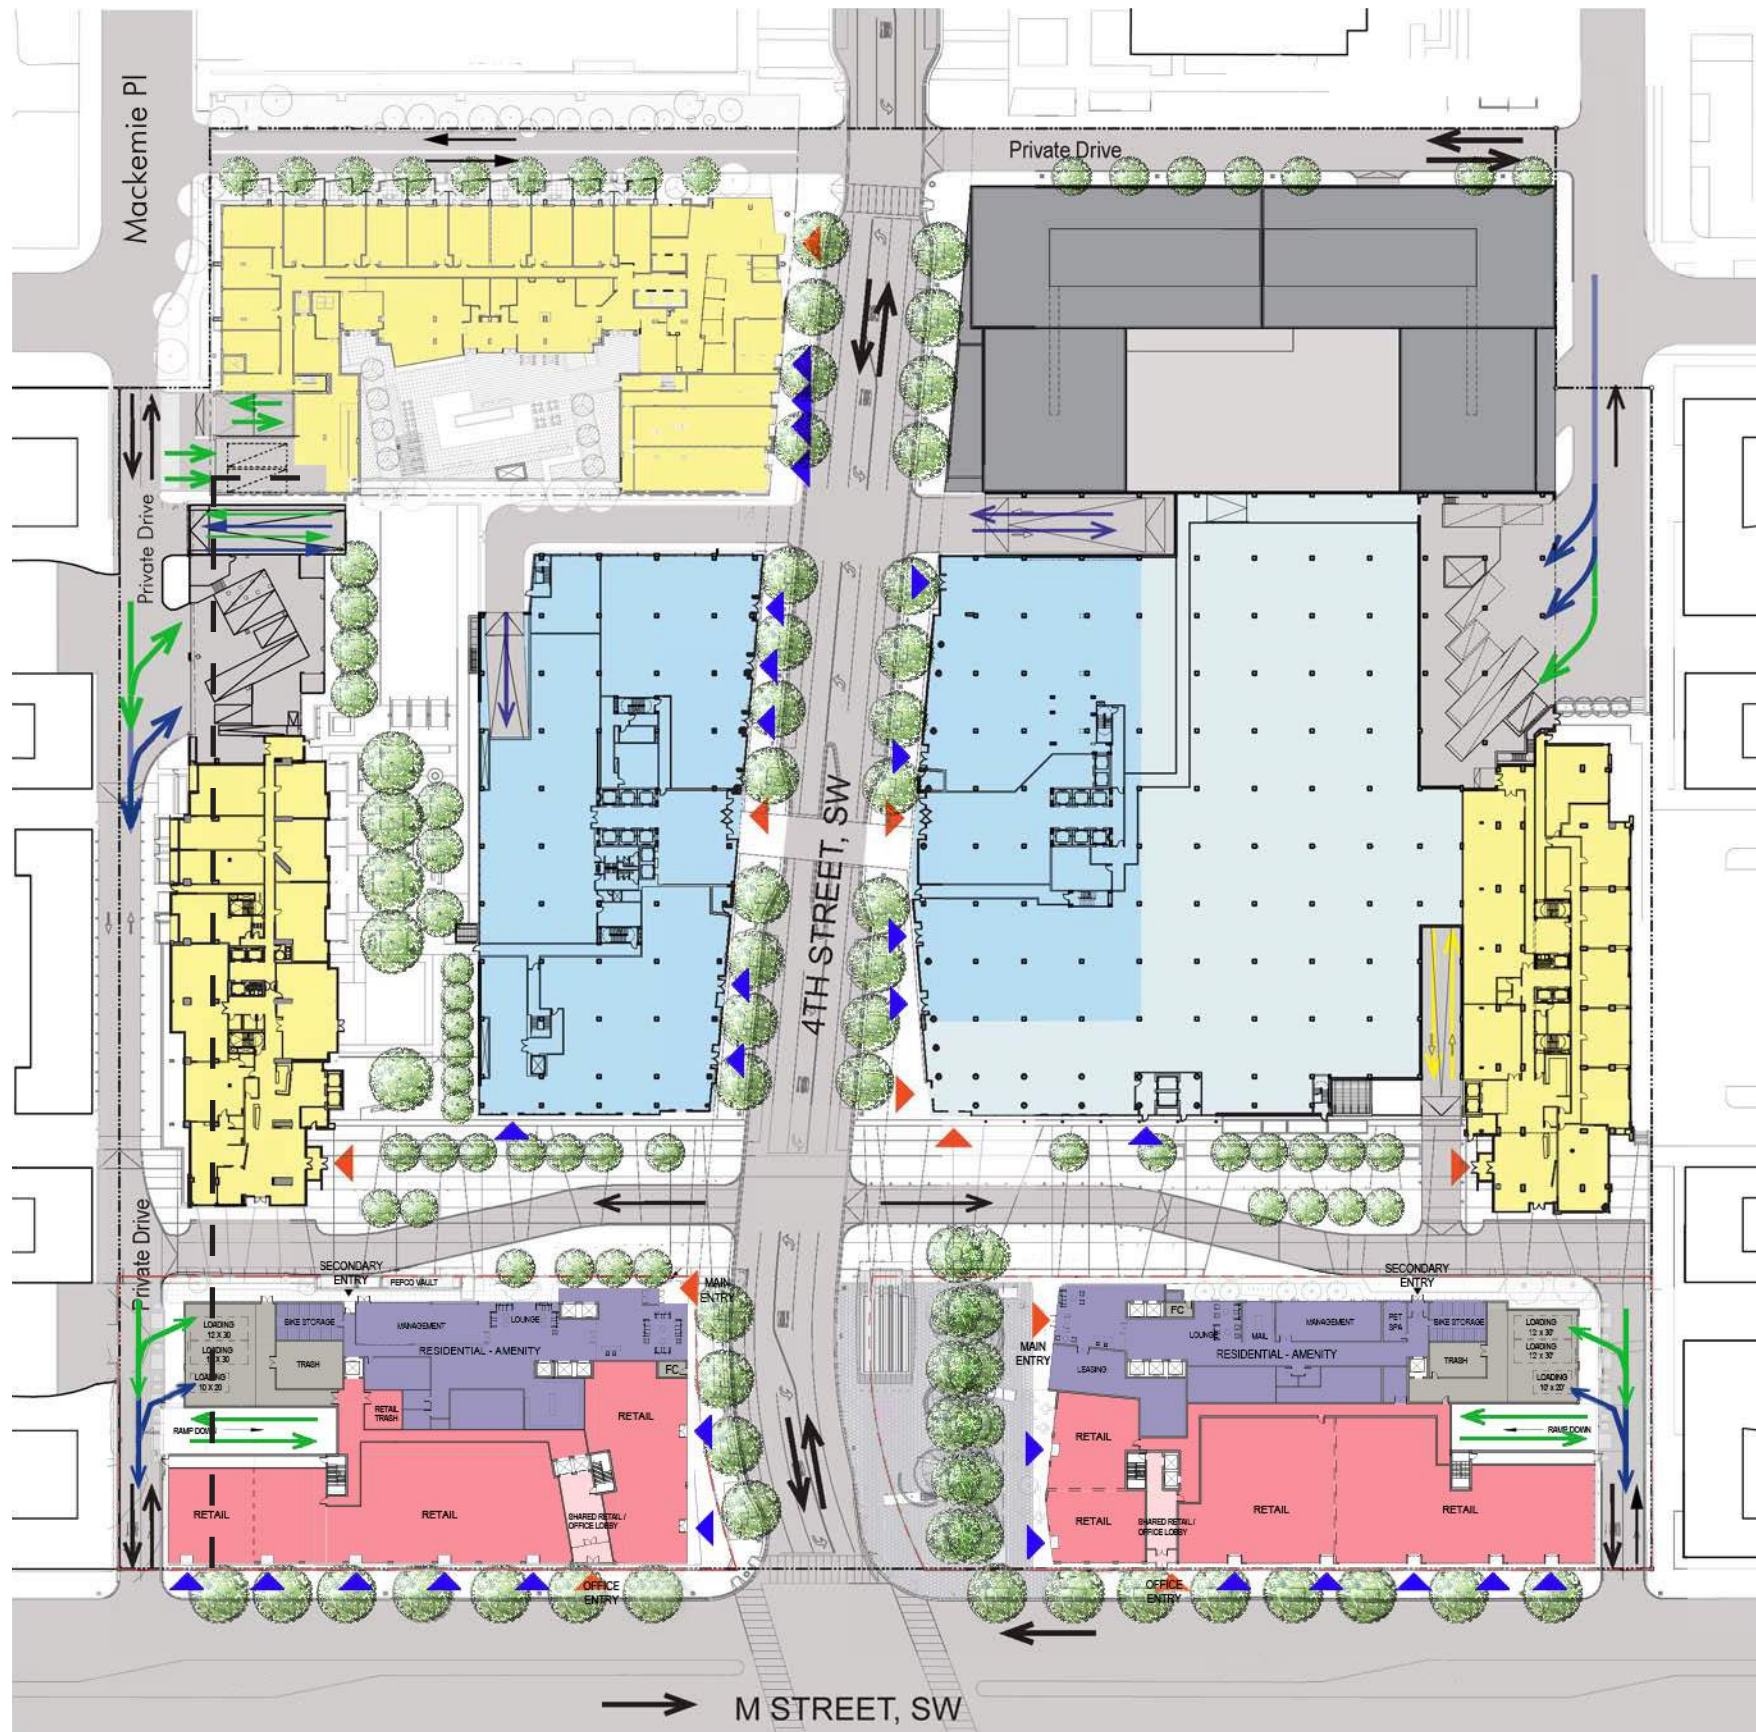 Mackemie Pl
Private Drive
Private Drive
4TH STREET, SW
Private Drive
SECONDARY
ENTRY
PEPCO VAULT
MAIN
ENTRY
LOADING
12 X 30
LOADING
LOADING
10 X 20
BIKE STORAGE
MANAGEMENT
LOUNGE
RESIDENTIAL - AMENITY
TRASH
FC
RETAIL
TRASH
RETAIL
RAMP DOWN
RETAIL
RETAIL
SHARED RETAIL /
OFFICE LOBBY
OFFICE
ENTRY
SECONDARY
ENTRY
MAIN
ENTRY
FC
LOUNGE
MAIL
MANAGEMENT
PET
SPA
BIKE STORAGE
LOADING
12' x 30'
LOADING
12' x 30'
LOADING
10' x 20'
LEASING
RESIDENTIAL - AMENITY
TRASH
RETAIL
RAMP DOWN
RETAIL
SHARED RETAIL /
OFFICE LOBBY
RETAIL
RETAIL
OFFICE
ENTRY
M STREET, SW